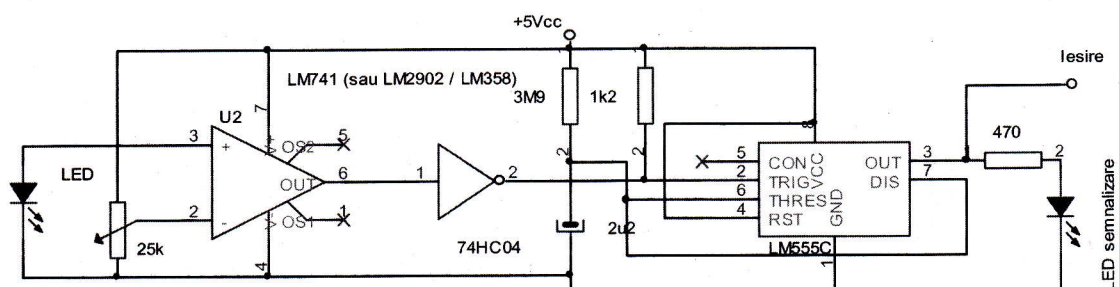 +5Vcc
Iesire
LM741 (sau LM2902 / LM358)
3M9
1k2
470
U2
7
3
+
V+
OS2
5
OUT
6
1
2
LED
2
-
V-
OS1
1
25k
4
74HC04
2
2
2u2
8
5
CON
VCC
OUT
3
2
TRIG
DIS
7
6
THRES
4
RST
GND
LM555C
1
2
LED semnalizare